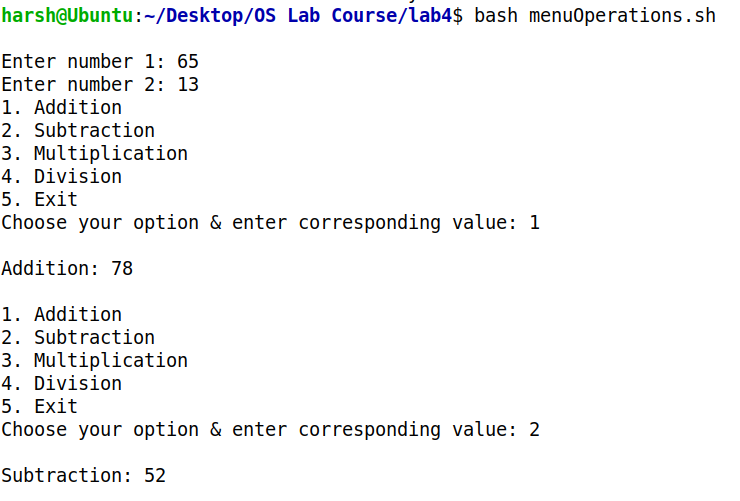 harsh@Ubuntu:~/Desktop/OS Lab Course/lab4$ bash menuOperations.sh
Enter number 1: 65
Enter number 2: 13
1. Addition
2. Subtraction
3. Multiplication
4. Division
5. Exit
Choose your option & enter corresponding value: 1
Addition: 78
1. Addition
2. Subtraction
3. Multiplication
4. Division
5. Exit
Choose your option & enter corresponding value: 2
Subtraction: 52